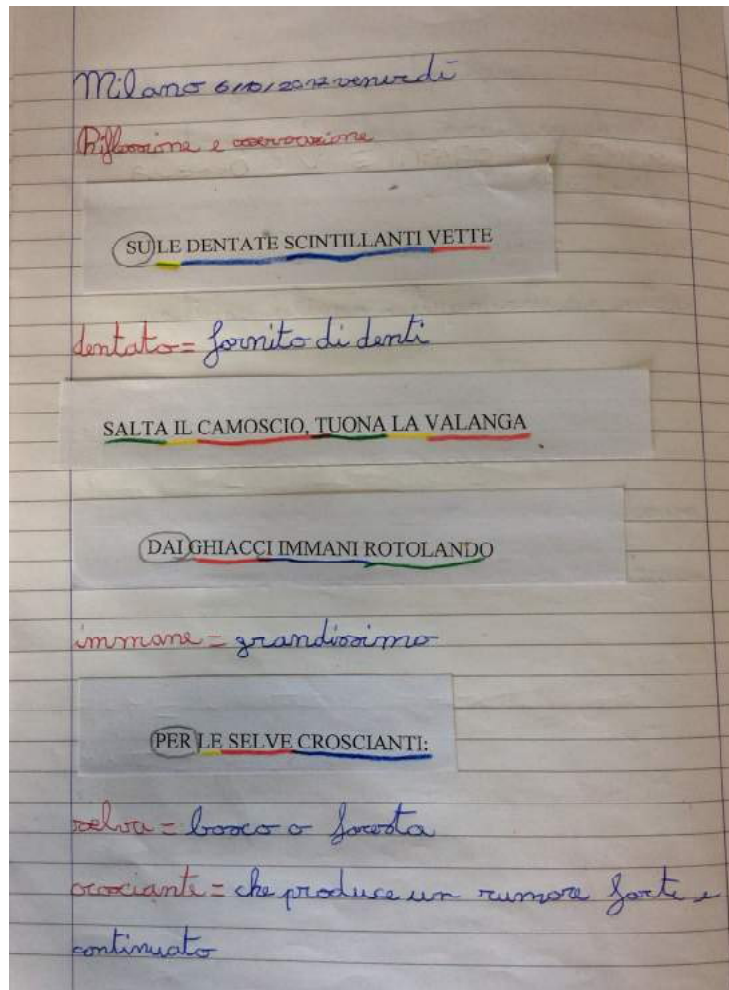 Milano 6/10/2017 venerdì
Riflessione e osservazione
SU LE DENTATE SCINTILLANTI VETTE
dentato = fornito di denti
SALTA IL CAMOSCIO, TUONA LA VALANGA
DAI GHIACCI IMMANI ROTOLANDO
immane = grandissimo
PER LE SELVE CROSCIANTI:
selva = bosco o foresta
crosciante = che produce un rumore forte e
continuato